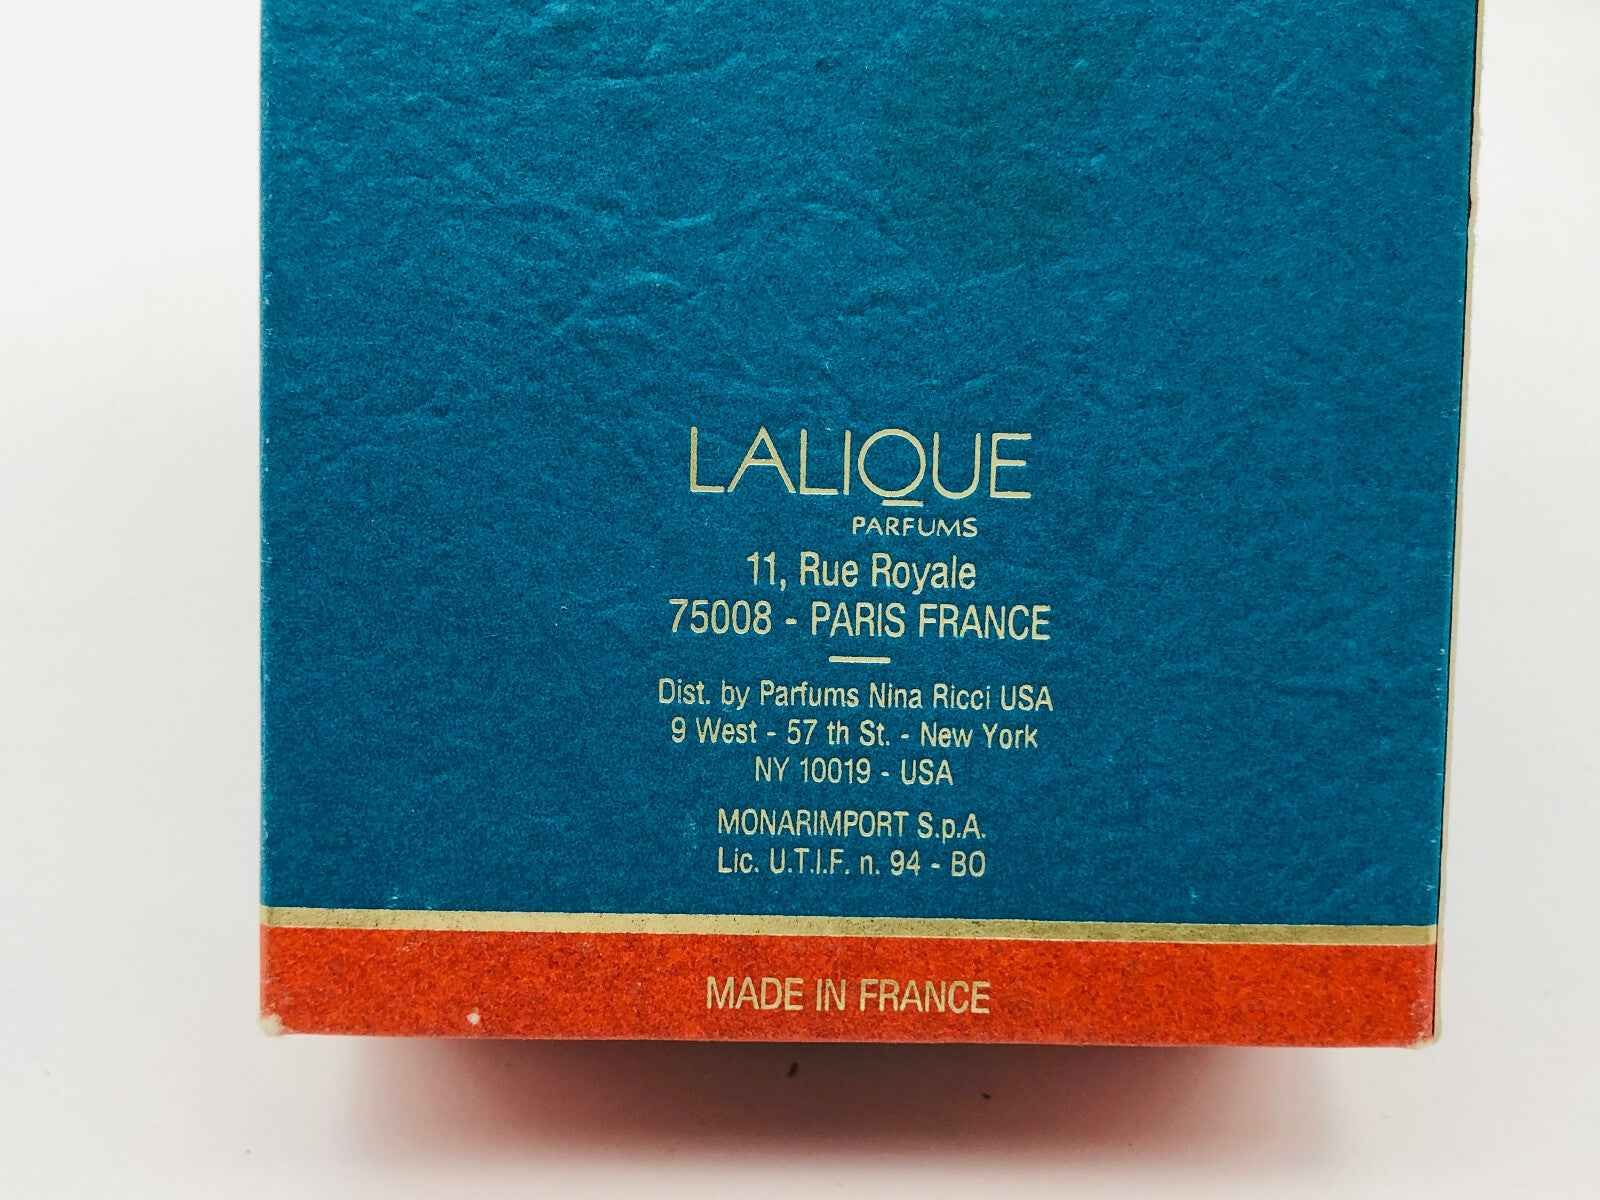 LALIQUE
PARFUMS
11, Rue Royale
75008 - PARIS FRANCE
Dist. by Parfums Nina Ricci USA
9 West - 57 th St. - New York
NY 10019 - USA
MONARIMPORT S.p.A.
Lic. U.T.I.F. n. 94 - BO
MADE IN FRANCE